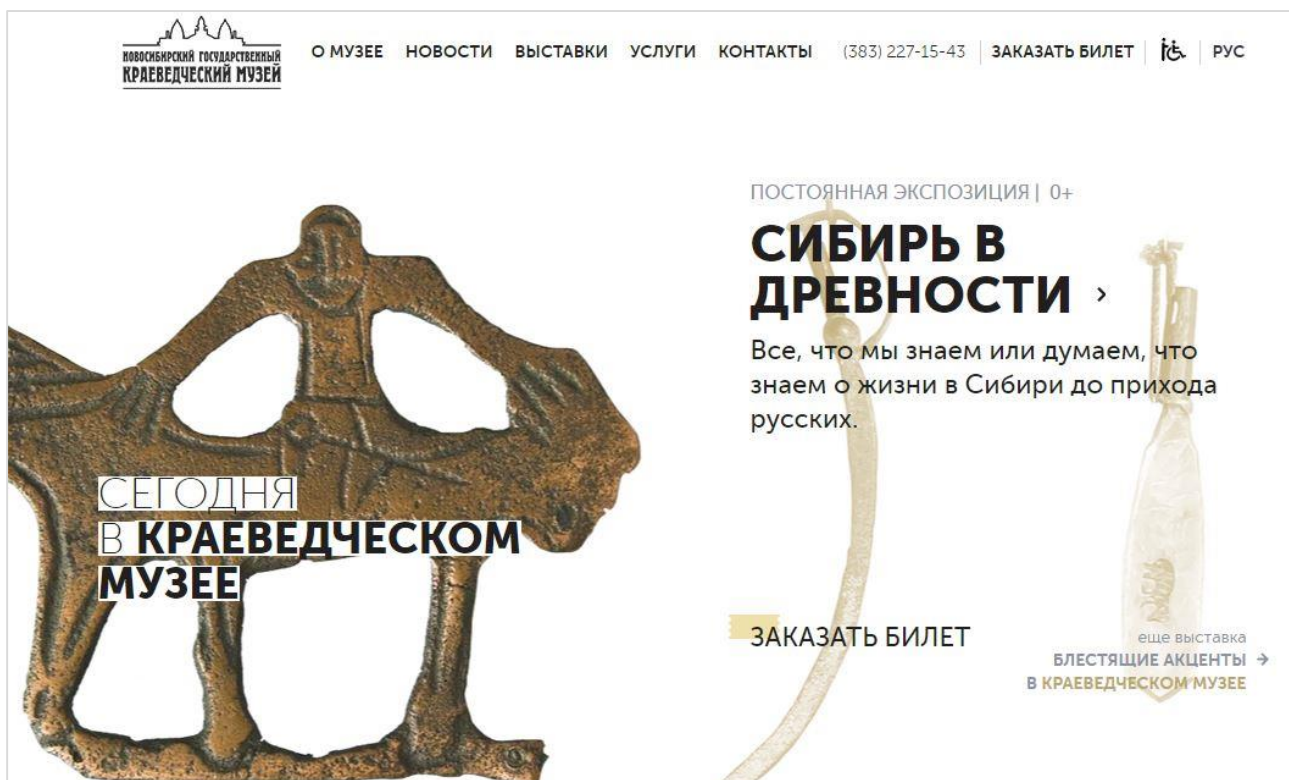 НОВОСИБИРСКИЙ ГОСУДАРСТВЕННЫЙ
КРАЕВЕДЧЕСКИЙ МУЗЕЙ
О МУЗЕЕ НОВОСТИ ВЫСТАВКИ УСЛУГИ КОНТАКТЫ (383) 227-15-43 ЗАКАЗАТЬ БИЛЕТ РУС
ПОСТОЯННАЯ ЭКСПОЗИЦИЯ | 0+
СИБИРЬ В
ДРЕВНОСТИ ›
Все, что мы знаем или думаем, что
знаем о жизни в Сибири до прихода
русских.
СЕГОДНЯ
В КРАЕВЕДЧЕСКОМ
МУЗЕЕ
ЗАКАЗАТЬ БИЛЕТ
еще выставка
БЛЕСТЯЩИЕ АКЦЕНТЫ →
В КРАЕВЕДЧЕСКОМ МУЗЕЕ